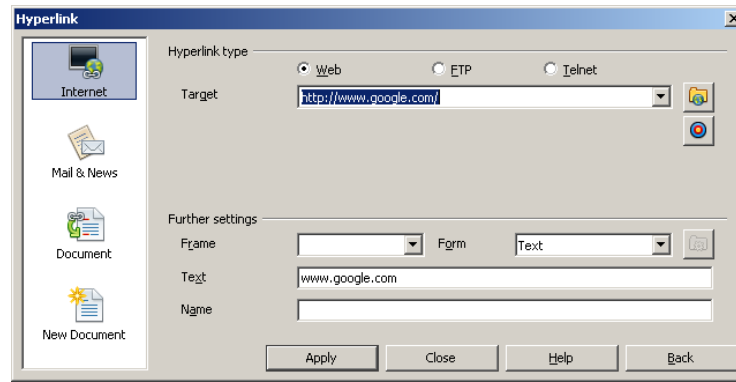 Hyperlink
Internet
Mail & News
Document
New Document
Hyperlink type
Web FTP Telnet
Target http://www.google.com/
Further settings
Frame Form Text
Text www.google.com
Name
Apply Close Help Back